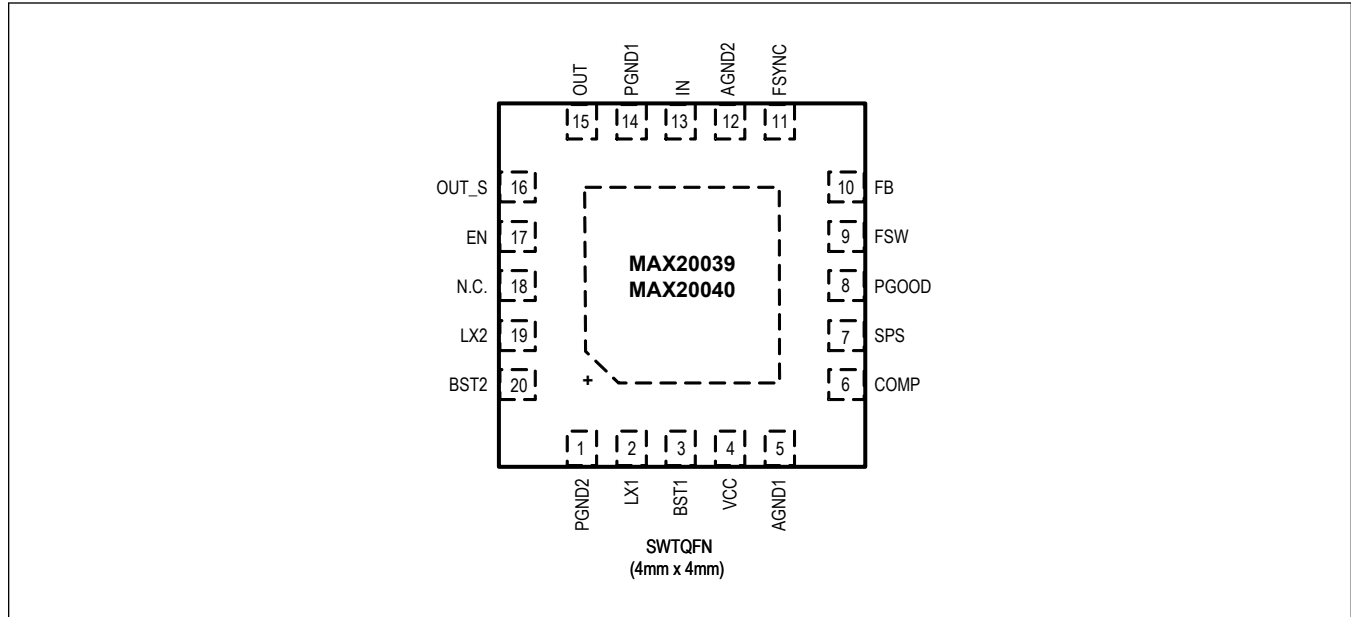 OUT PGND1 IN AGND2 FSYNC
15 14 13 12 11
OUT_S 16
10 FB
EN 17
9 FSW
N.C. 18
8 PGOOD
LX2 19
7 SPS
BST2 20
6 COMP
MAX20039
MAX20040
+
1 2 3 4 5
PGND2 LX1 BST1 VCC AGND1
SWTQFN
(4mm x 4mm)